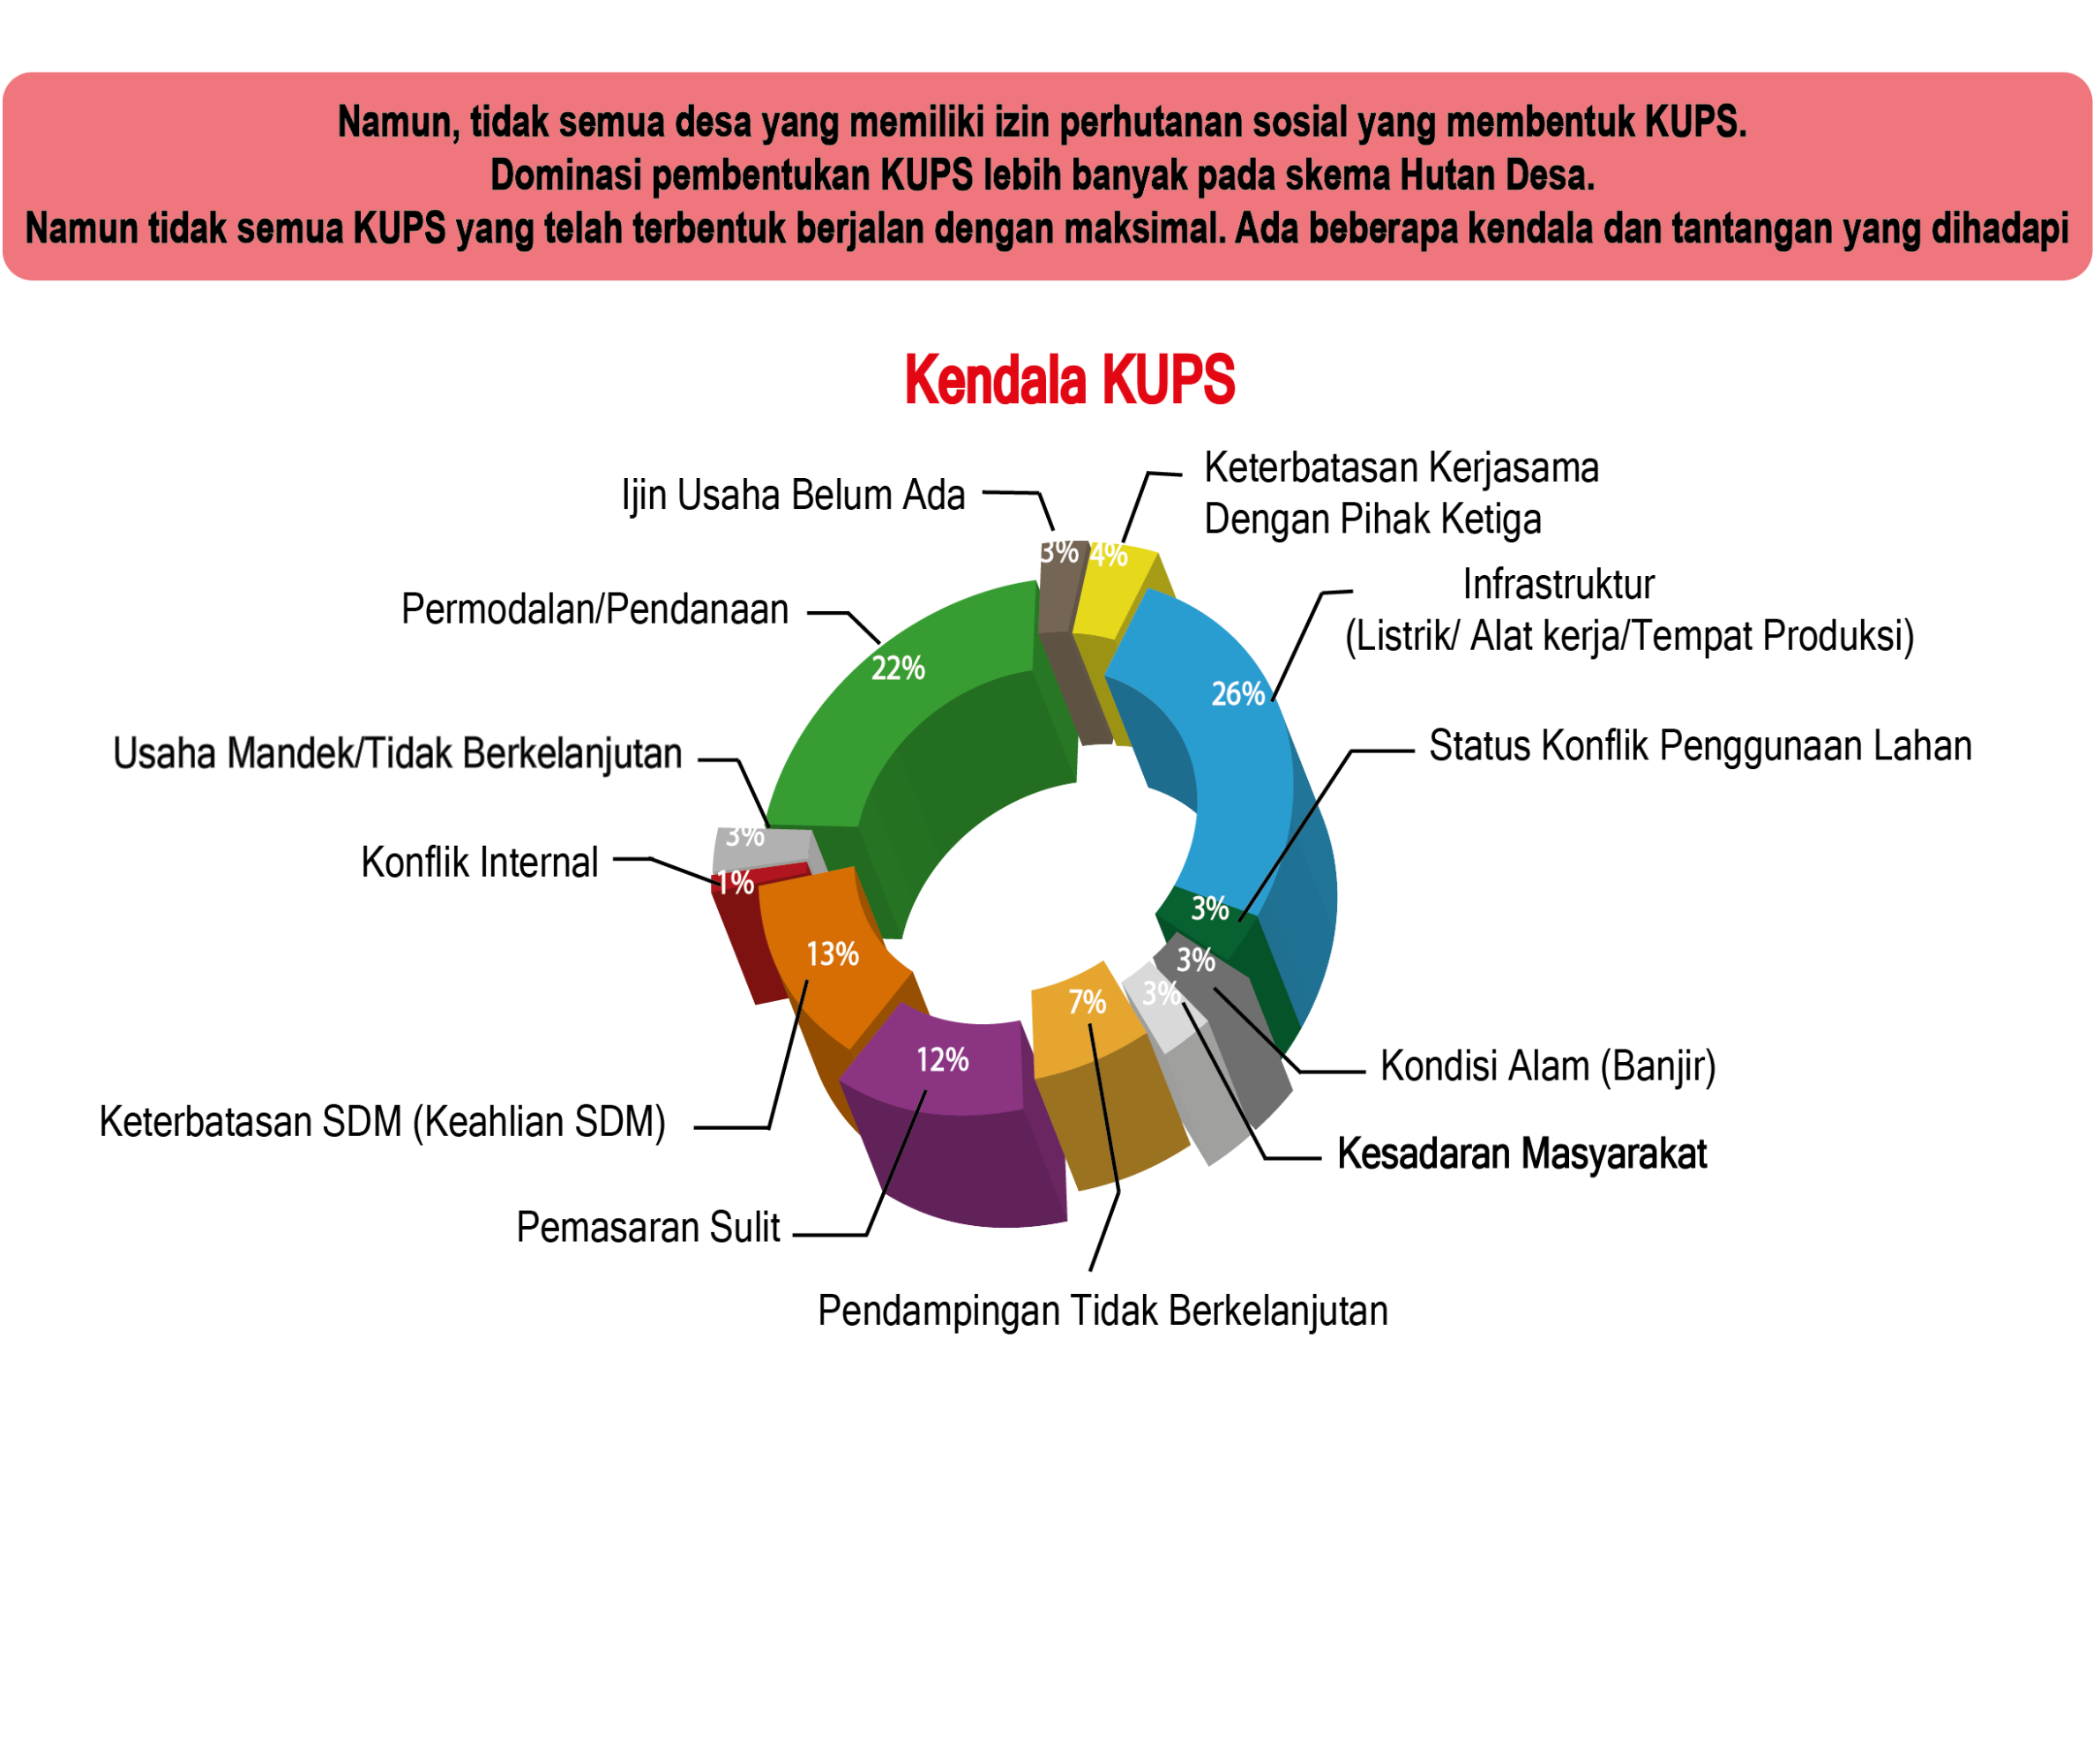 Namun, tidak semua desa yang memiliki izin perhutanan sosial yang membentuk KUPS.
Dominasi pembentukan KUPS lebih banyak pada skema Hutan Desa.
Namun tidak semua KUPS yang telah terbentuk berjalan dengan maksimal. Ada beberapa kendala dan tantangan yang dihadapi
Kendala KUPS
Ijin Usaha Belum Ada
3%
Keterbatasan Kerjasama
Dengan Pihak Ketiga
4%
Infrastruktur
(Listrik/ Alat kerja/Tempat Produksi)
26%
Status Konflik Penggunaan Lahan
3%
Kondisi Alam (Banjir)
3%
Kesadaran Masyarakat
3%
Pendampingan Tidak Berkelanjutan
7%
Pemasaran Sulit
12%
Keterbatasan SDM (Keahlian SDM)
13%
Konflik Internal
1%
Usaha Mandek/Tidak Berkelanjutan
3%
Permodalan/Pendanaan
22%